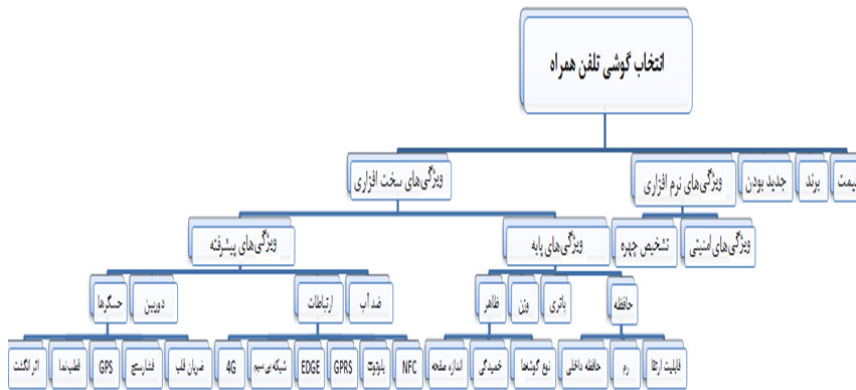 انتخاب گوشی تلفن همراه
قیمت
برند
جدید بودن
ویژگی‌های نرم افزاری
ویژگی‌های سخت افزاری
ویژگی‌های امنیتی
تشخیص چهره
ویژگی‌های پایه
ویژگی‌های پیشرفته
حافظه
باتری
وزن
ظاهر
ضد آب
ارتباطات
دوربین
حسگرها
قابلیت ارتقا
رم
حافظه داخلی
نوع گوشه‌ها
خمیدگی
اندازه صفحه
NFC
بلوتوث
GPRS
EDGE
شبکه بی سیم
4G
ضربان قلب
فشارسنج
GPS
قطب‌نما
اثر انگشت